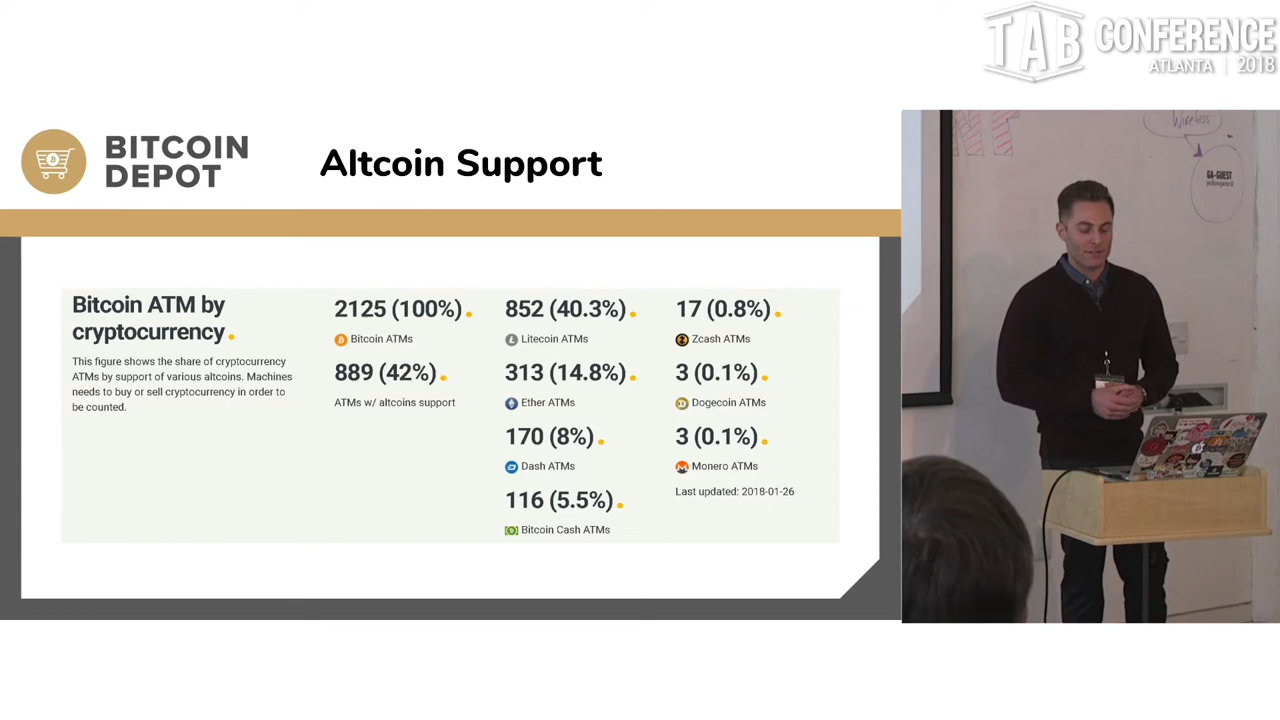 TAB CONFERENCE
ATLANTA | 2018
BITCOIN
DEPOT
Altcoin Support
Bitcoin ATM by
cryptocurrency.
This figure shows the share of cryptocurrency
ATMs by support of various altcoins. Machines
needs to buy or sell cryptocurrency in order to
be counted.
2125 (100%).
Bitcoin ATMs
889 (42%).
ATMs w/ altcoins support
852 (40.3%).
Litecoin ATMs
313 (14.8%).
Ether ATMs
170 (8%).
Dash ATMs
116 (5.5%).
Bitcoin Cash ATMs
17 (0.8%).
Zcash ATMs
3 (0.1%).
Dogecoin ATMs
3 (0.1%).
Monero ATMs
Last updated: 2018-01-26
Wireless
GA-GUEST
yellowpencil